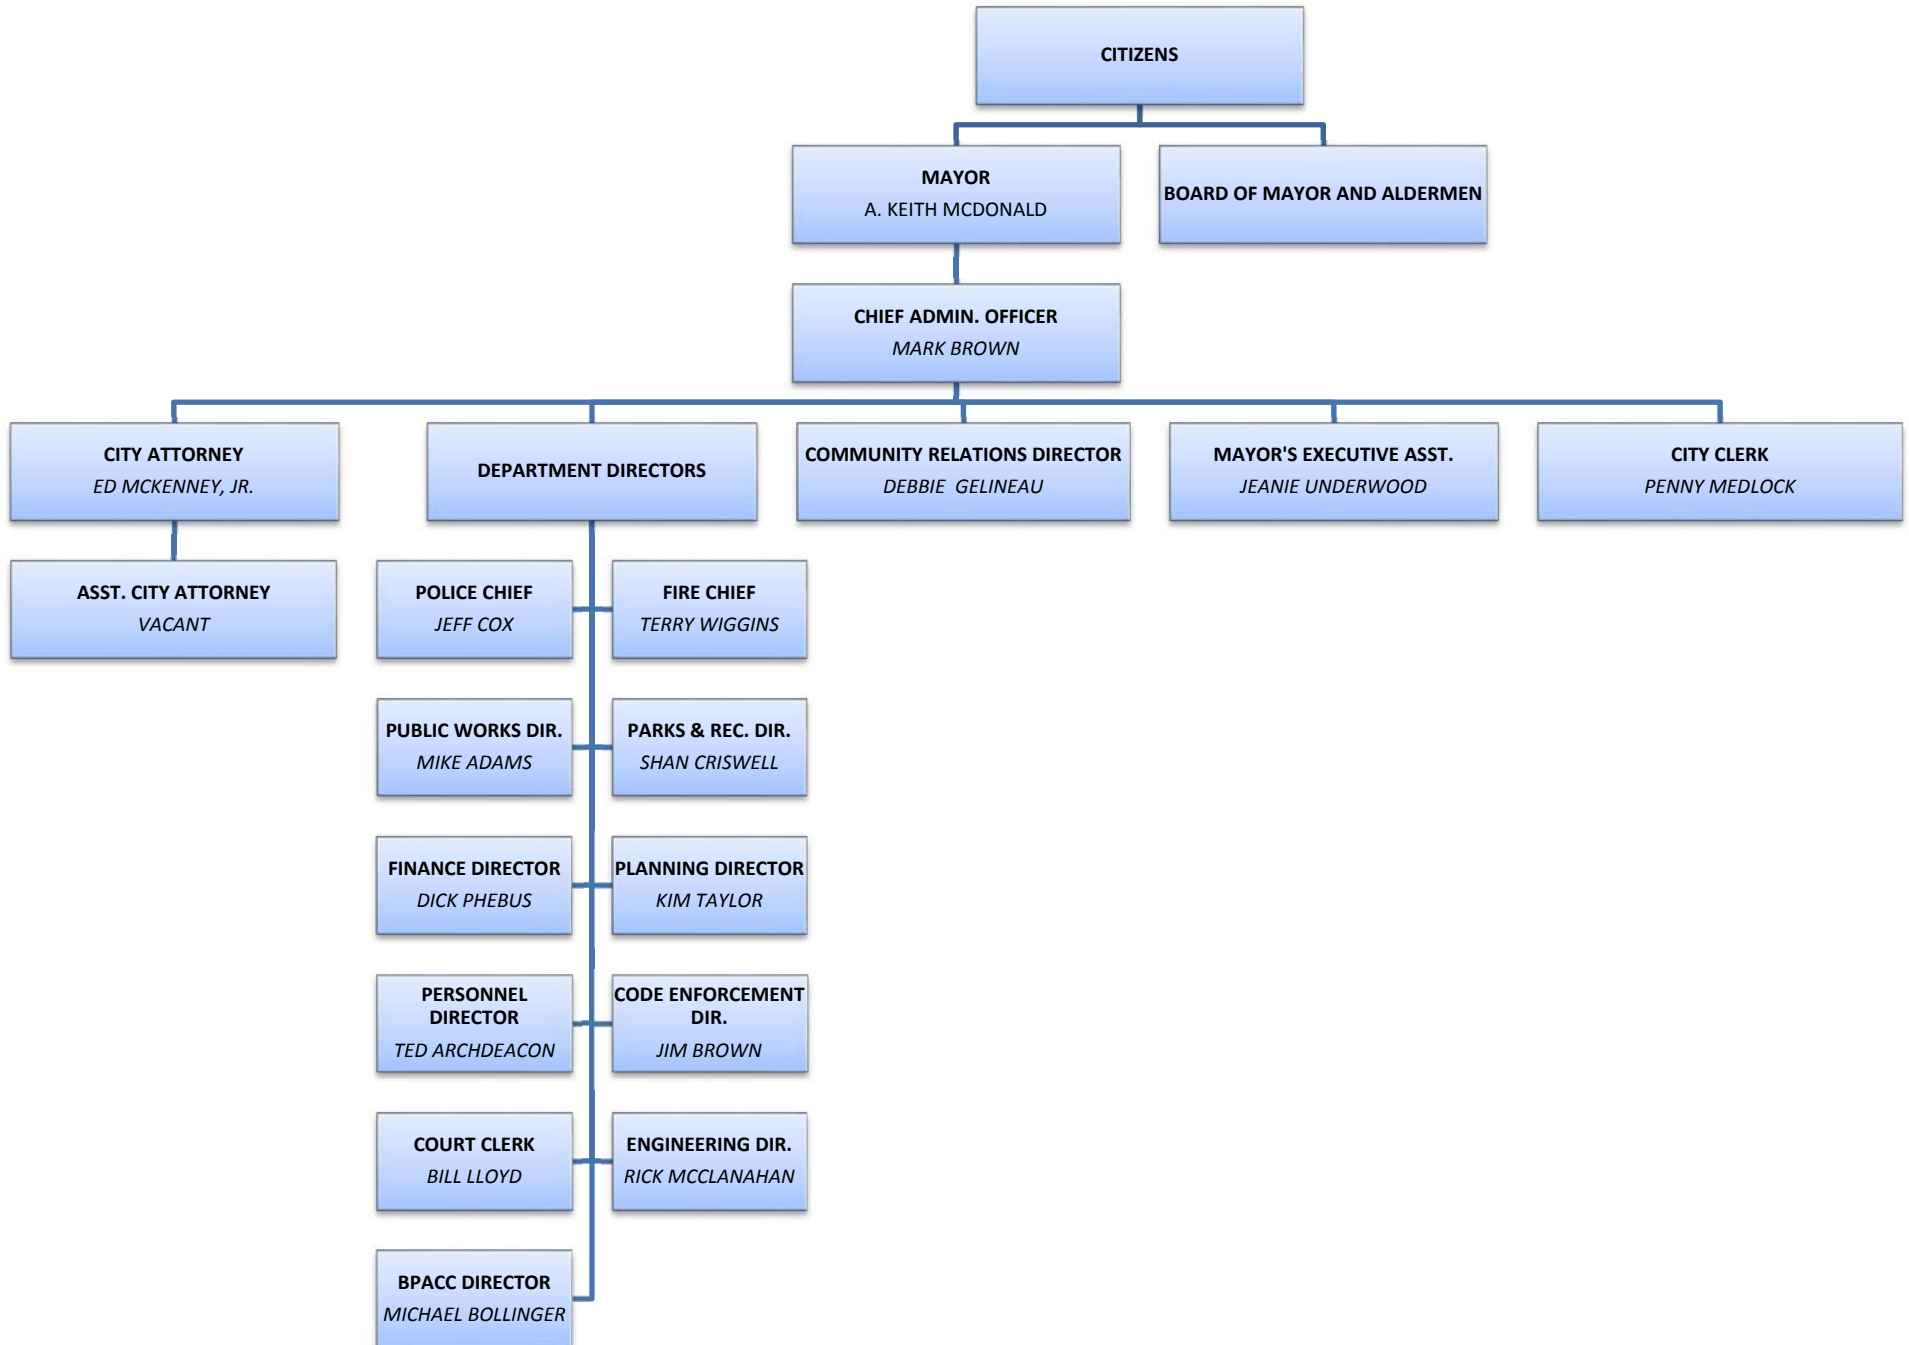 CITIZENS
MAYOR
A. KEITH MCDONALD
BOARD OF MAYOR AND ALDERMEN
CHIEF ADMIN. OFFICER
MARK BROWN
CITY ATTORNEY
ED MCKENNEY, JR.
DEPARTMENT DIRECTORS
COMMUNITY RELATIONS DIRECTOR
DEBBIE  GELINEAU
MAYOR'S EXECUTIVE ASST.
JEANIE UNDERWOOD
CITY CLERK
PENNY MEDLOCK
ASST. CITY ATTORNEY
VACANT
POLICE CHIEF
JEFF COX
FIRE CHIEF
TERRY WIGGINS
PUBLIC WORKS DIR.
MIKE ADAMS
PARKS & REC. DIR.
SHAN CRISWELL
FINANCE DIRECTOR
DICK PHEBUS
PLANNING DIRECTOR
KIM TAYLOR
PERSONNEL
DIRECTOR
TED ARCHDEACON
CODE ENFORCEMENT
DIR.
JIM BROWN
COURT CLERK
BILL LLOYD
ENGINEERING DIR.
RICK MCCLANAHAN
BPACC DIRECTOR
MICHAEL BOLLINGER